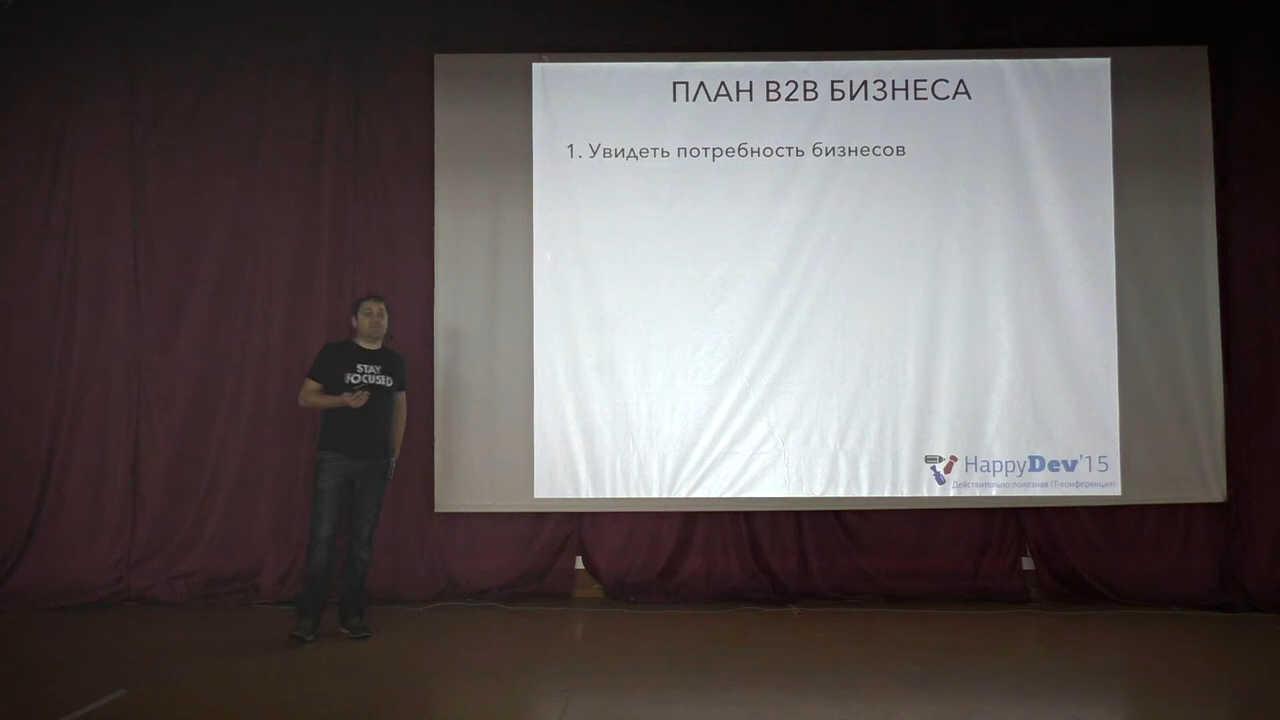 ПЛАН B2B БИЗНЕСА
1. Увидеть потребность бизнесов
STAY
FOCUSED
HappyDev'15
Действительно полезная IT-конференция!